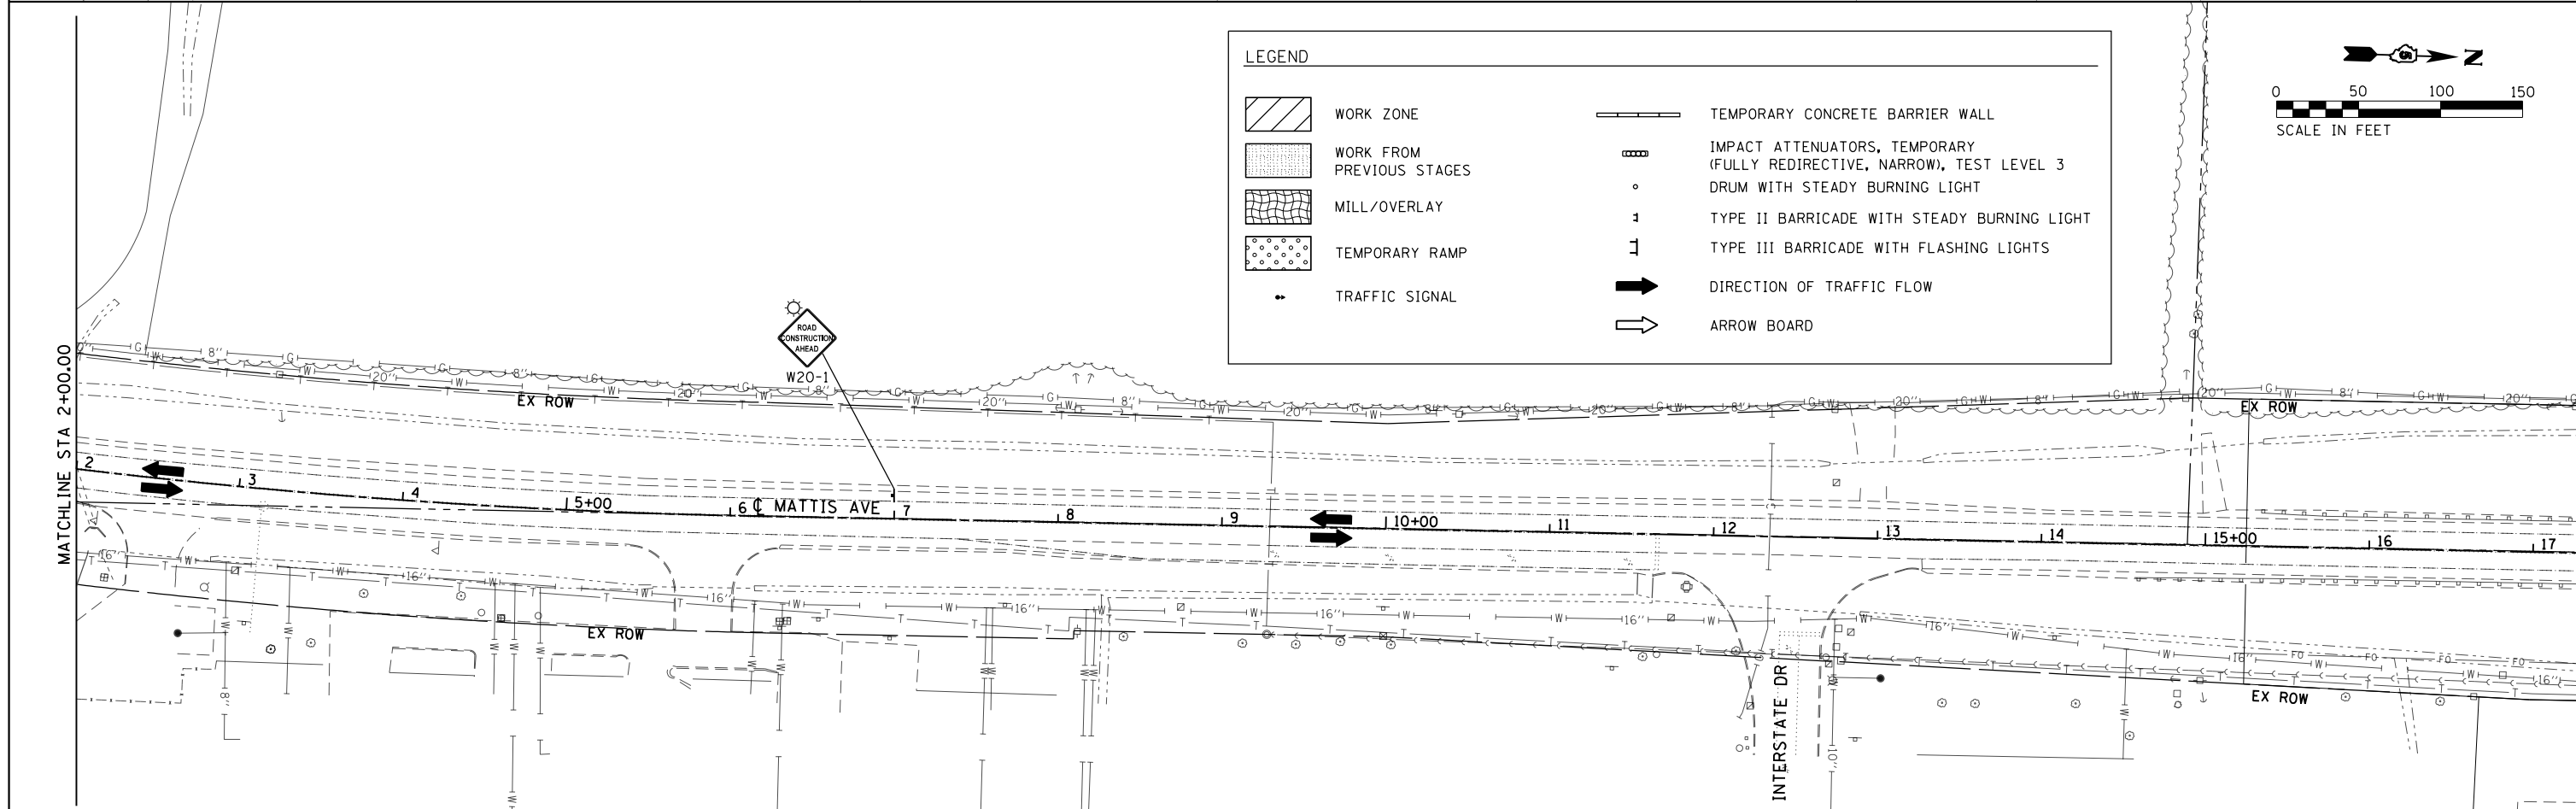 LEGEND
WORK ZONE
WORK FROM
PREVIOUS STAGES
MILL/OVERLAY
TEMPORARY RAMP
TRAFFIC SIGNAL
TEMPORARY CONCRETE BARRIER WALL
IMPACT ATTENUATORS, TEMPORARY
(FULLY REDIRECTIVE, NARROW), TEST LEVEL 3
DRUM WITH STEADY BURNING LIGHT
TYPE II BARRICADE WITH STEADY BURNING LIGHT
TYPE III BARRICADE WITH FLASHING LIGHTS
DIRECTION OF TRAFFIC FLOW
ARROW BOARD
N
0 50 100 150
SCALE IN FEET
MATCHLINE STA 2+00.00
ROAD
CONSTRUCTION
AHEAD
W20-1
EX ROW
EX ROW
2 3 4 5+00 6 ℄ MATTIS AVE 7 8 9 10+00 11 12 13 14 15+00 16 17
EX ROW
EX ROW
INTERSTATE DR